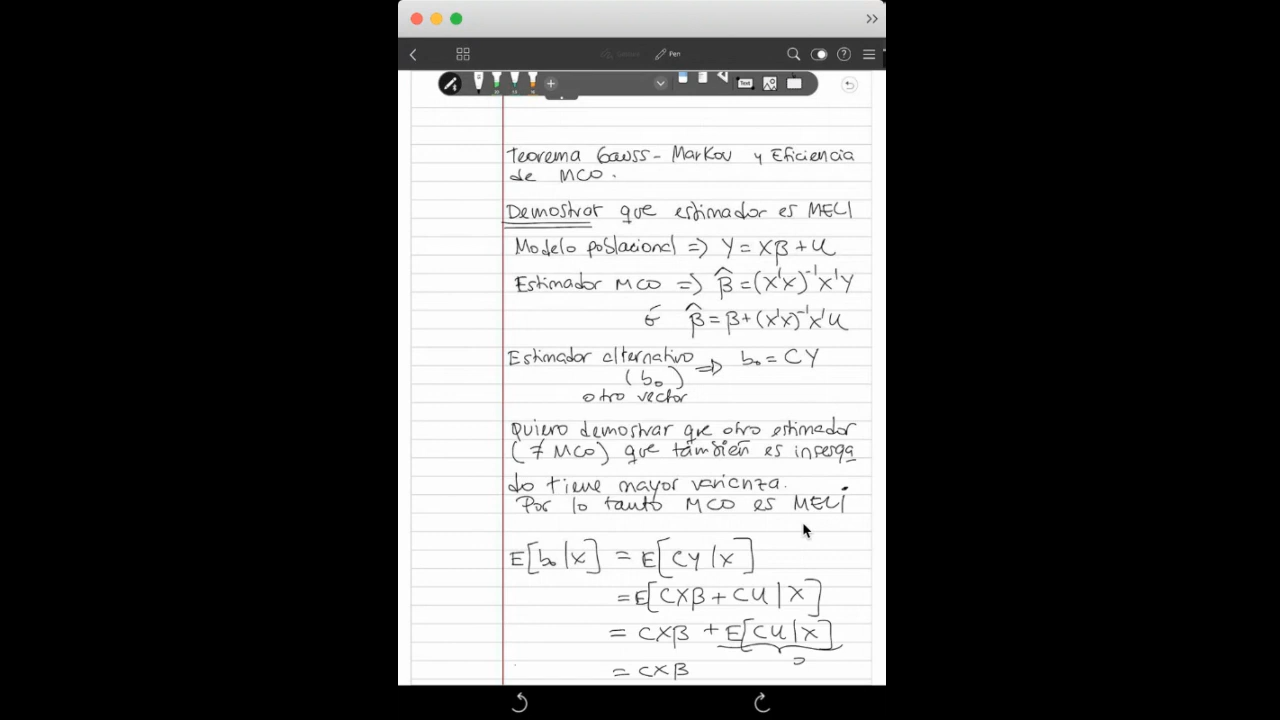 Pen
Text
Teorema Gauss-Markov y Eficiencia
de MCO.
Demostrar que estimador es MELI
Modelo poblacional => Y = Xβ + U
Estimador MCO => β̂ = (X'X)⁻¹X'Y
ó β̂ = β + (X'X)⁻¹X'U
Estimador alternativo => b₀ = CY
(b₀)
otro vector
Quiero demostrar que otro estimador
(≠ MCO) que también es insesga
do tiene mayor varianza.
Por lo tanto MCO es MELI
E[b₀|X] = E[CY|X]
= E[CXβ + CU|X]
= CXβ + E[CU|X]
0
= CXβ